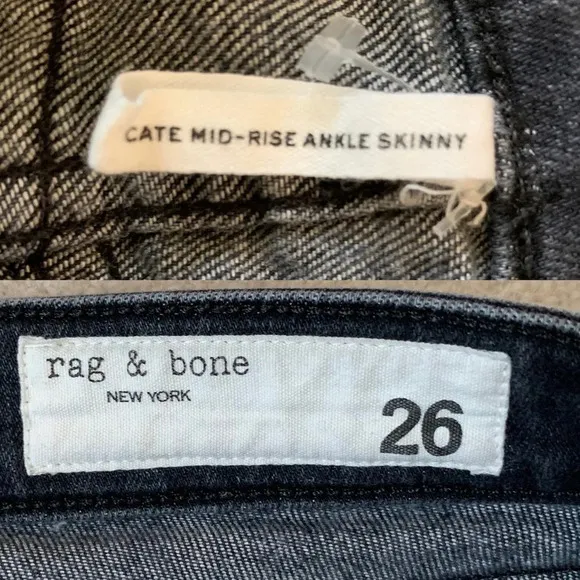 CATE MID-RISE ANKLE SKINNY
rag & bone
NEW YORK
26